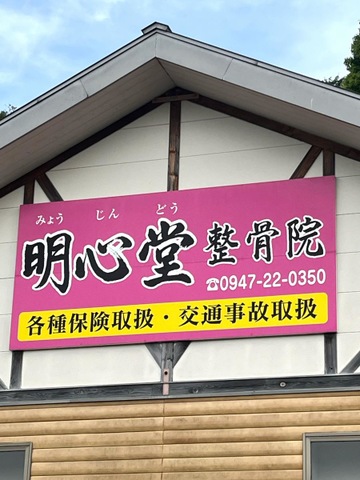 みょう じん どう
明心堂 整骨院
☎0947-22-0350
各種保険取扱・交通事故取扱